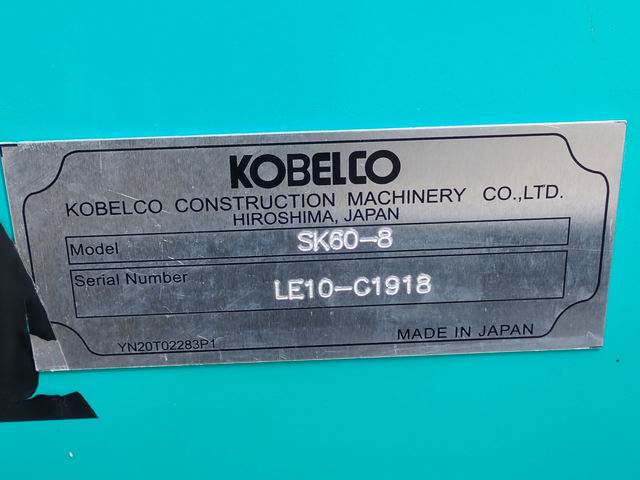 KOBELCO
KOBELCO CONSTRUCTION MACHINERY CO.,LTD.
HIROSHIMA, JAPAN
Model SK60-8
Serial Number LE10-C1918
YN20T02283P1 MADE IN JAPAN